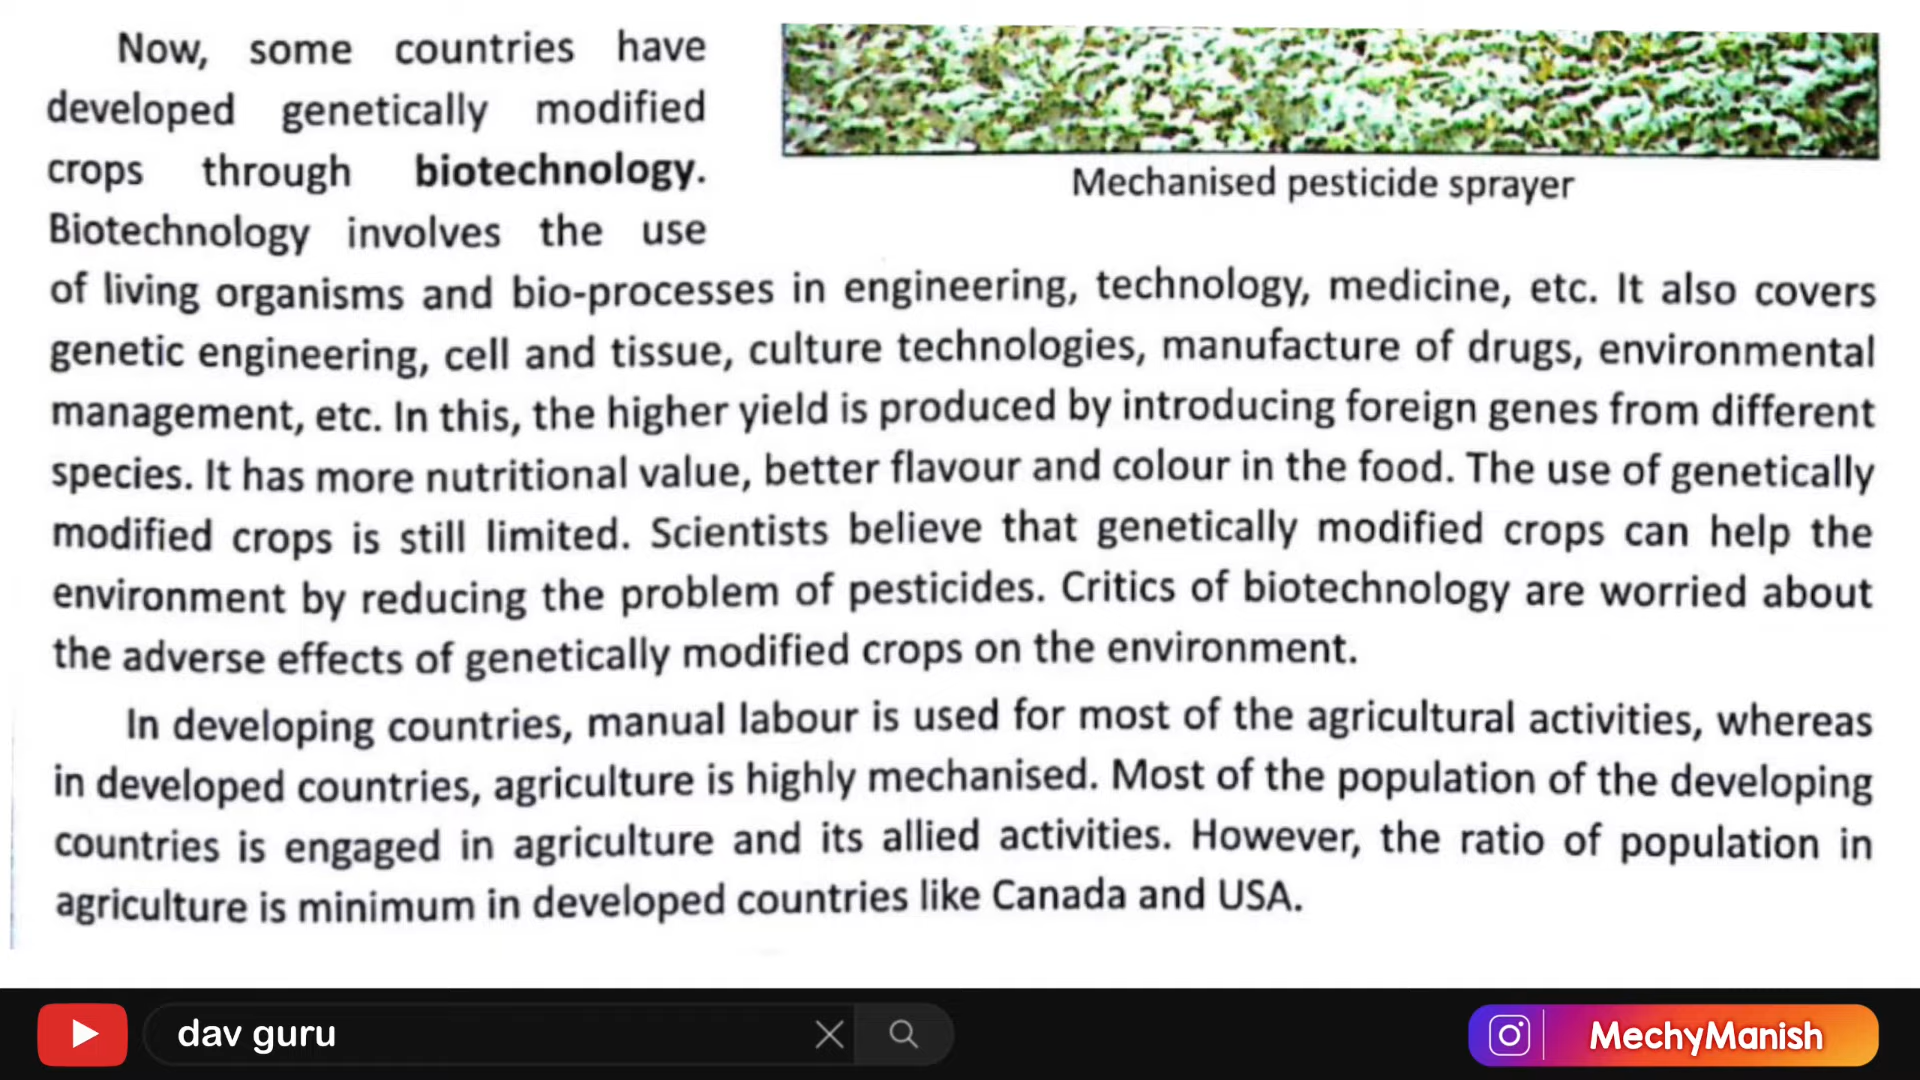 Now, some countries have
developed genetically modified
crops through biotechnology.
Biotechnology involves the use
Mechanised pesticide sprayer
of living organisms and bio-processes in engineering, technology, medicine, etc. It also covers
genetic engineering, cell and tissue, culture technologies, manufacture of drugs, environmental
management, etc. In this, the higher yield is produced by introducing foreign genes from different
species. It has more nutritional value, better flavour and colour in the food. The use of genetically
modified crops is still limited. Scientists believe that genetically modified crops can help the
environment by reducing the problem of pesticides. Critics of biotechnology are worried about
the adverse effects of genetically modified crops on the environment.
In developing countries, manual labour is used for most of the agricultural activities, whereas
in developed countries, agriculture is highly mechanised. Most of the population of the developing
countries is engaged in agriculture and its allied activities. However, the ratio of population in
agriculture is minimum in developed countries like Canada and USA.
dav guru
MechyManish